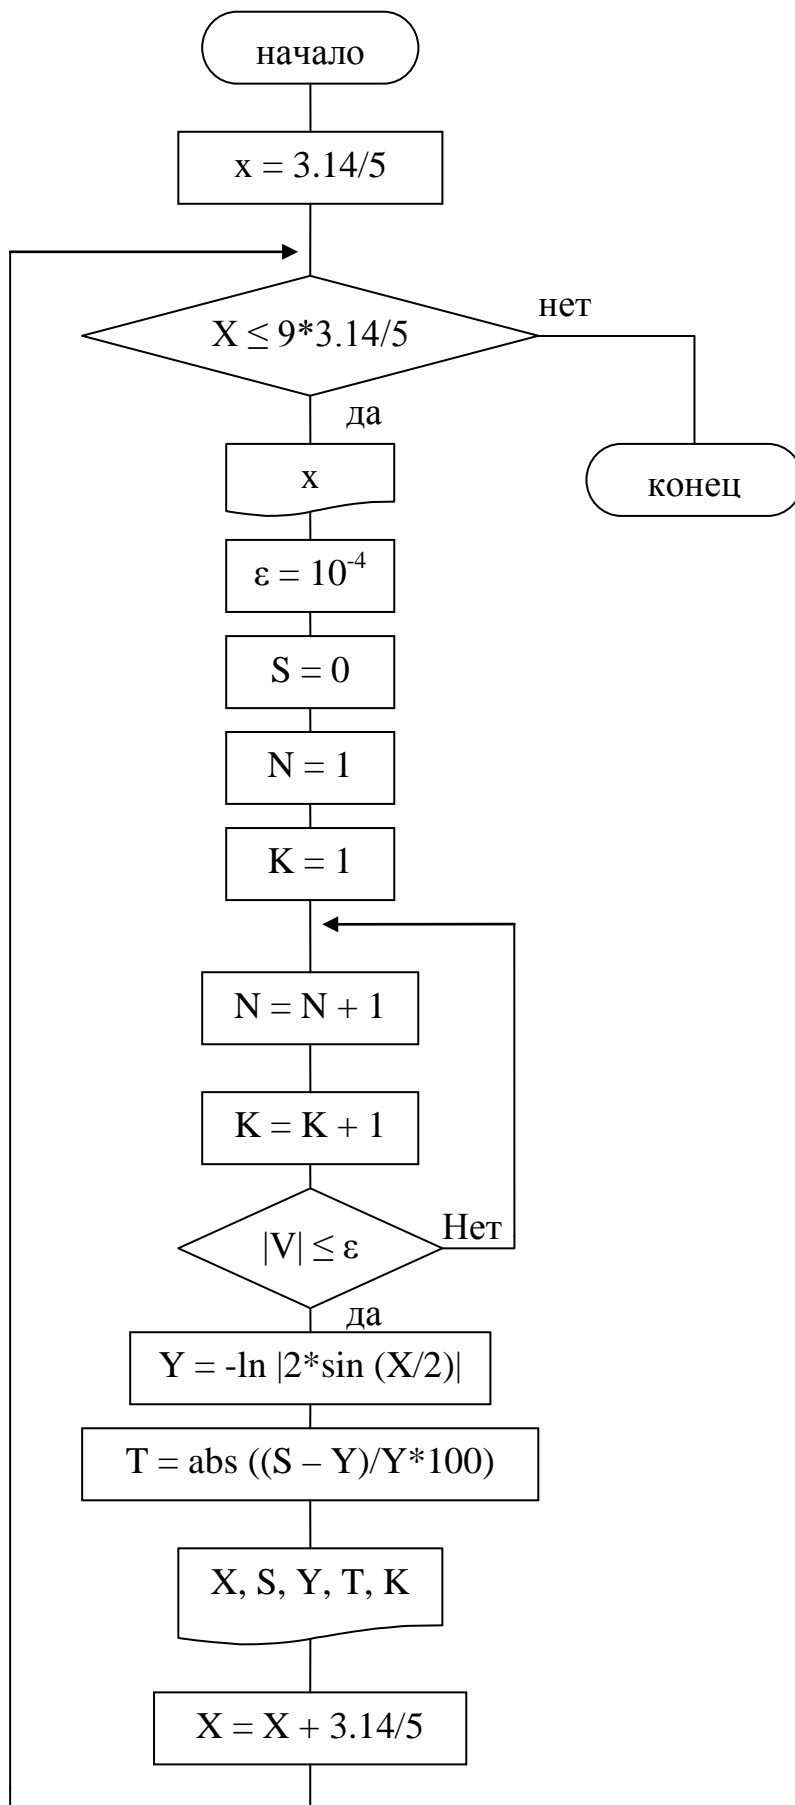 начало
x = 3.14/5
X ≤ 9*3.14/5
нет
да
x
конец
ε = 10⁻⁴
S = 0
N = 1
K = 1
N = N + 1
K = K + 1
|V| ≤ ε
Нет
да
Y = -ln |2*sin (X/2)|
T = abs ((S – Y)/Y*100)
X, S, Y, T, K
X = X + 3.14/5